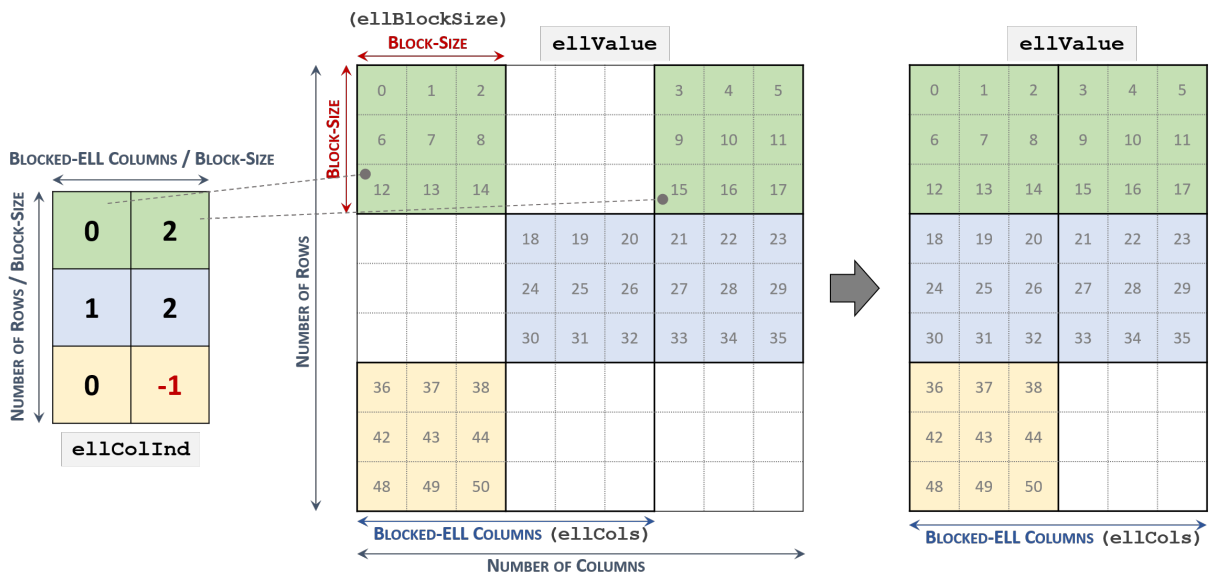 (ellBlockSize)
BLOCK-SIZE
ellValue
ellValue
BLOCK-SIZE
0 1 2 3 4 5
6 7 8 9 10 11
12 13 14 15 16 17
18 19 20 21 22 23
24 25 26 27 28 29
30 31 32 33 34 35
36 37 38
42 43 44
48 49 50
NUMBER OF ROWS
BLOCKED-ELL COLUMNS (ellCols)
NUMBER OF COLUMNS
BLOCKED-ELL COLUMNS / BLOCK-SIZE
NUMBER OF ROWS / BLOCK-SIZE
0 2
1 2
0 -1
ellColInd
0 1 2 3 4 5
6 7 8 9 10 11
12 13 14 15 16 17
18 19 20 21 22 23
24 25 26 27 28 29
30 31 32 33 34 35
36 37 38
42 43 44
48 49 50
BLOCKED-ELL COLUMNS (ellCols)